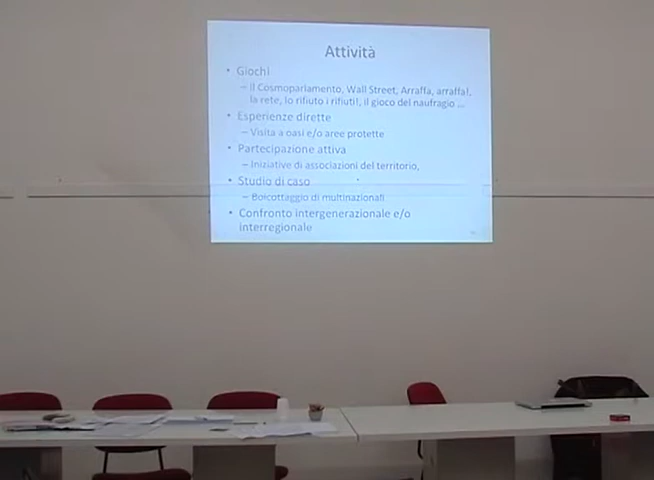 Attività
• Giochi
– Il Cosmoparlamento, Wall Street, Arraffa, arraffa!,
la rete, Io rifiuto i rifiuti!, il gioco del naufragio ...
• Esperienze dirette
– Visita a oasi e/o aree protette
• Partecipazione attiva
– Iniziative di associazioni del territorio,
• Studio di caso
– Boicottaggio di multinazionali
• Confronto intergenerazionale e/o
interregionale